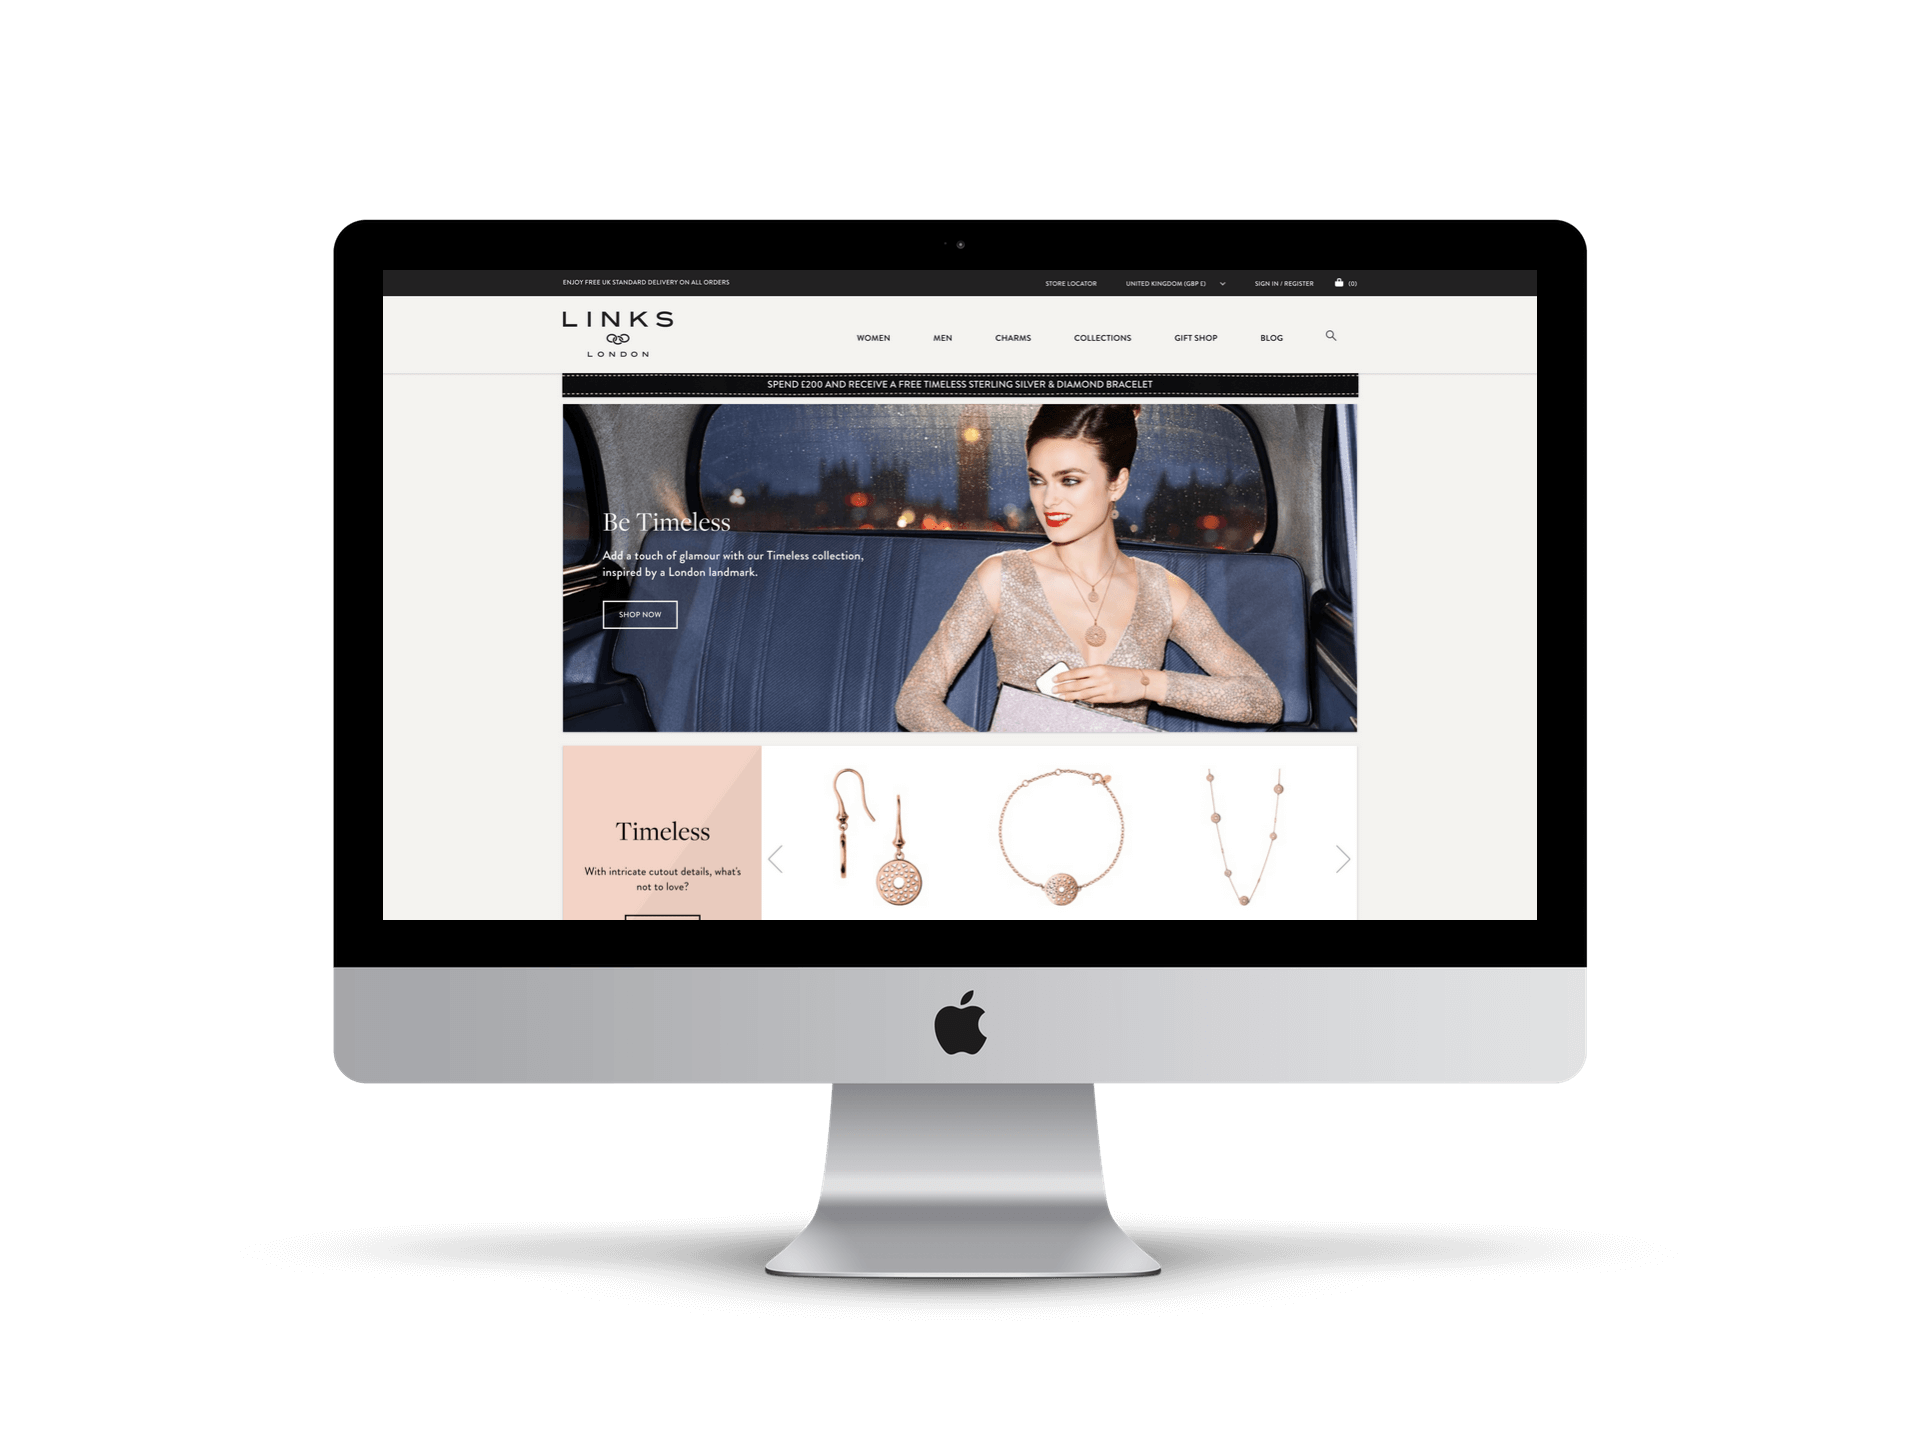 ENJOY FREE UK STANDARD DELIVERY ON ALL ORDERS
STORE LOCATOR
UNITED KINGDOM (GBP £)
SIGN IN / REGISTER
(0)
LINKS
LONDON
WOMEN
MEN
CHARMS
COLLECTIONS
GIFT SHOP
BLOG
SPEND £200 AND RECEIVE A FREE TIMELESS STERLING SILVER & DIAMOND BRACELET
Be Timeless
Add a touch of glamour with our Timeless collection,
inspired by a London landmark.
SHOP NOW
Timeless
With intricate cutout details, what's
not to love?